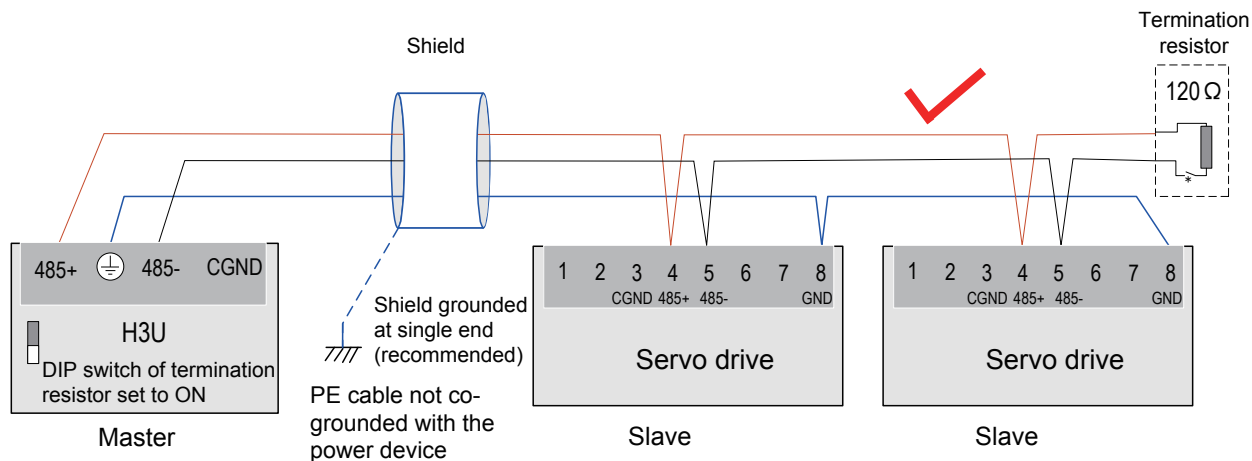 Shield
Termination
resistor
120 Ω
*
485+ 485- CGND
H3U
DIP switch of termination
resistor set to ON
Master
Shield grounded
at single end
(recommended)
PE cable not co-
grounded with the
power device
1 2 3 4 5 6 7 8
CGND 485+ 485- GND
Servo drive
Slave
1 2 3 4 5 6 7 8
CGND 485+ 485- GND
Servo drive
Slave